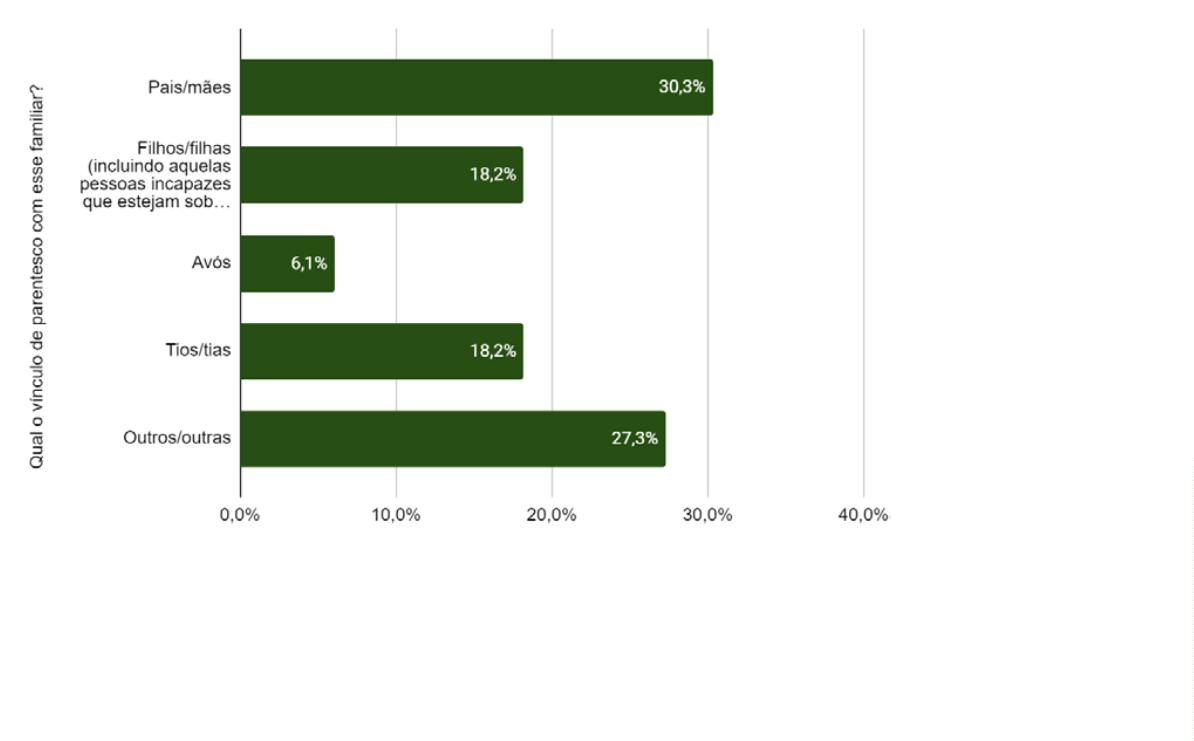 Qual o vínculo de parentesco com esse familiar?
Pais/mães
30,3%
Filhos/filhas
(incluindo aquelas
pessoas incapazes
que estejam sob…
18,2%
Avós
6,1%
Tios/tias
18,2%
Outros/outras
27,3%
0,0%
10,0%
20,0%
30,0%
40,0%